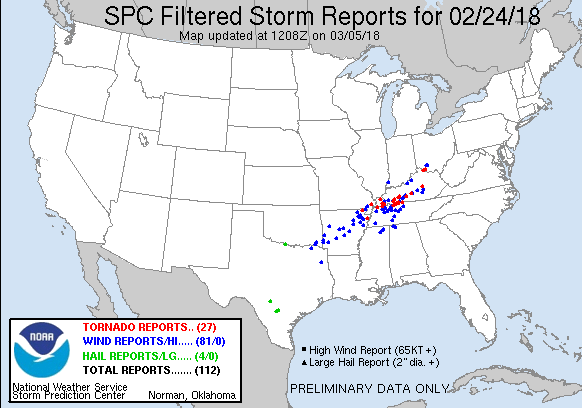 SPC Filtered Storm Reports for 02/24/18
Map updated at 1208Z on 03/05/18
TORNADO REPORTS.. (27)
WIND REPORTS/HI..... (81/0)
HAIL REPORTS/LG..... (4/0)
TOTAL REPORTS....... (112)
NOAA
National Weather Service
Storm Prediction Center Norman, Oklahoma
High Wind Report (65KT +)
Large Hail Report (2" dia. +)
PRELIMINARY DATA ONLY